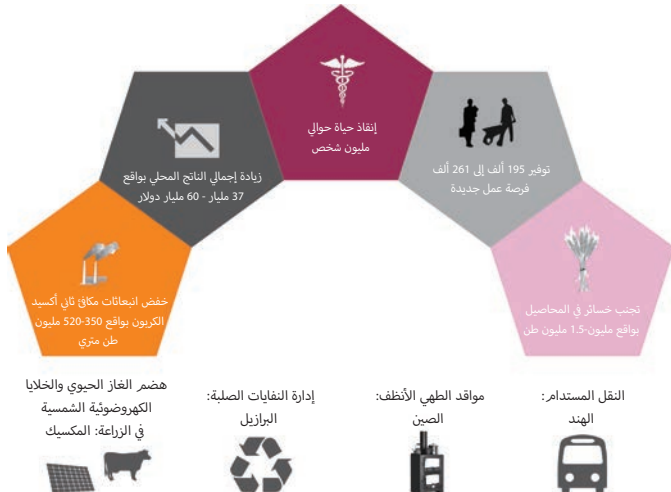 إنقاذ حياة حوالي
مليون شخص
توفير 195 ألف إلى 261 ألف
فرصة عمل جديدة
زيادة إجمالي الناتج المحلي بواقع
37 مليار - 60 مليار دولار
تجنب خسائر في المحاصيل
بواقع مليون-1.5 مليون طن
خفض انبعاثات مكافئ ثاني أكسيد
الكربون بواقع 350-520 مليون
طن متري
النقل المستدام:
الهند
مواقد الطهي الأنظف:
الصين
إدارة النفايات الصلبة:
البرازيل
هضم الغاز الحيوي والخلايا
الكهروضوئية الشمسية
في الزراعة: المكسيك